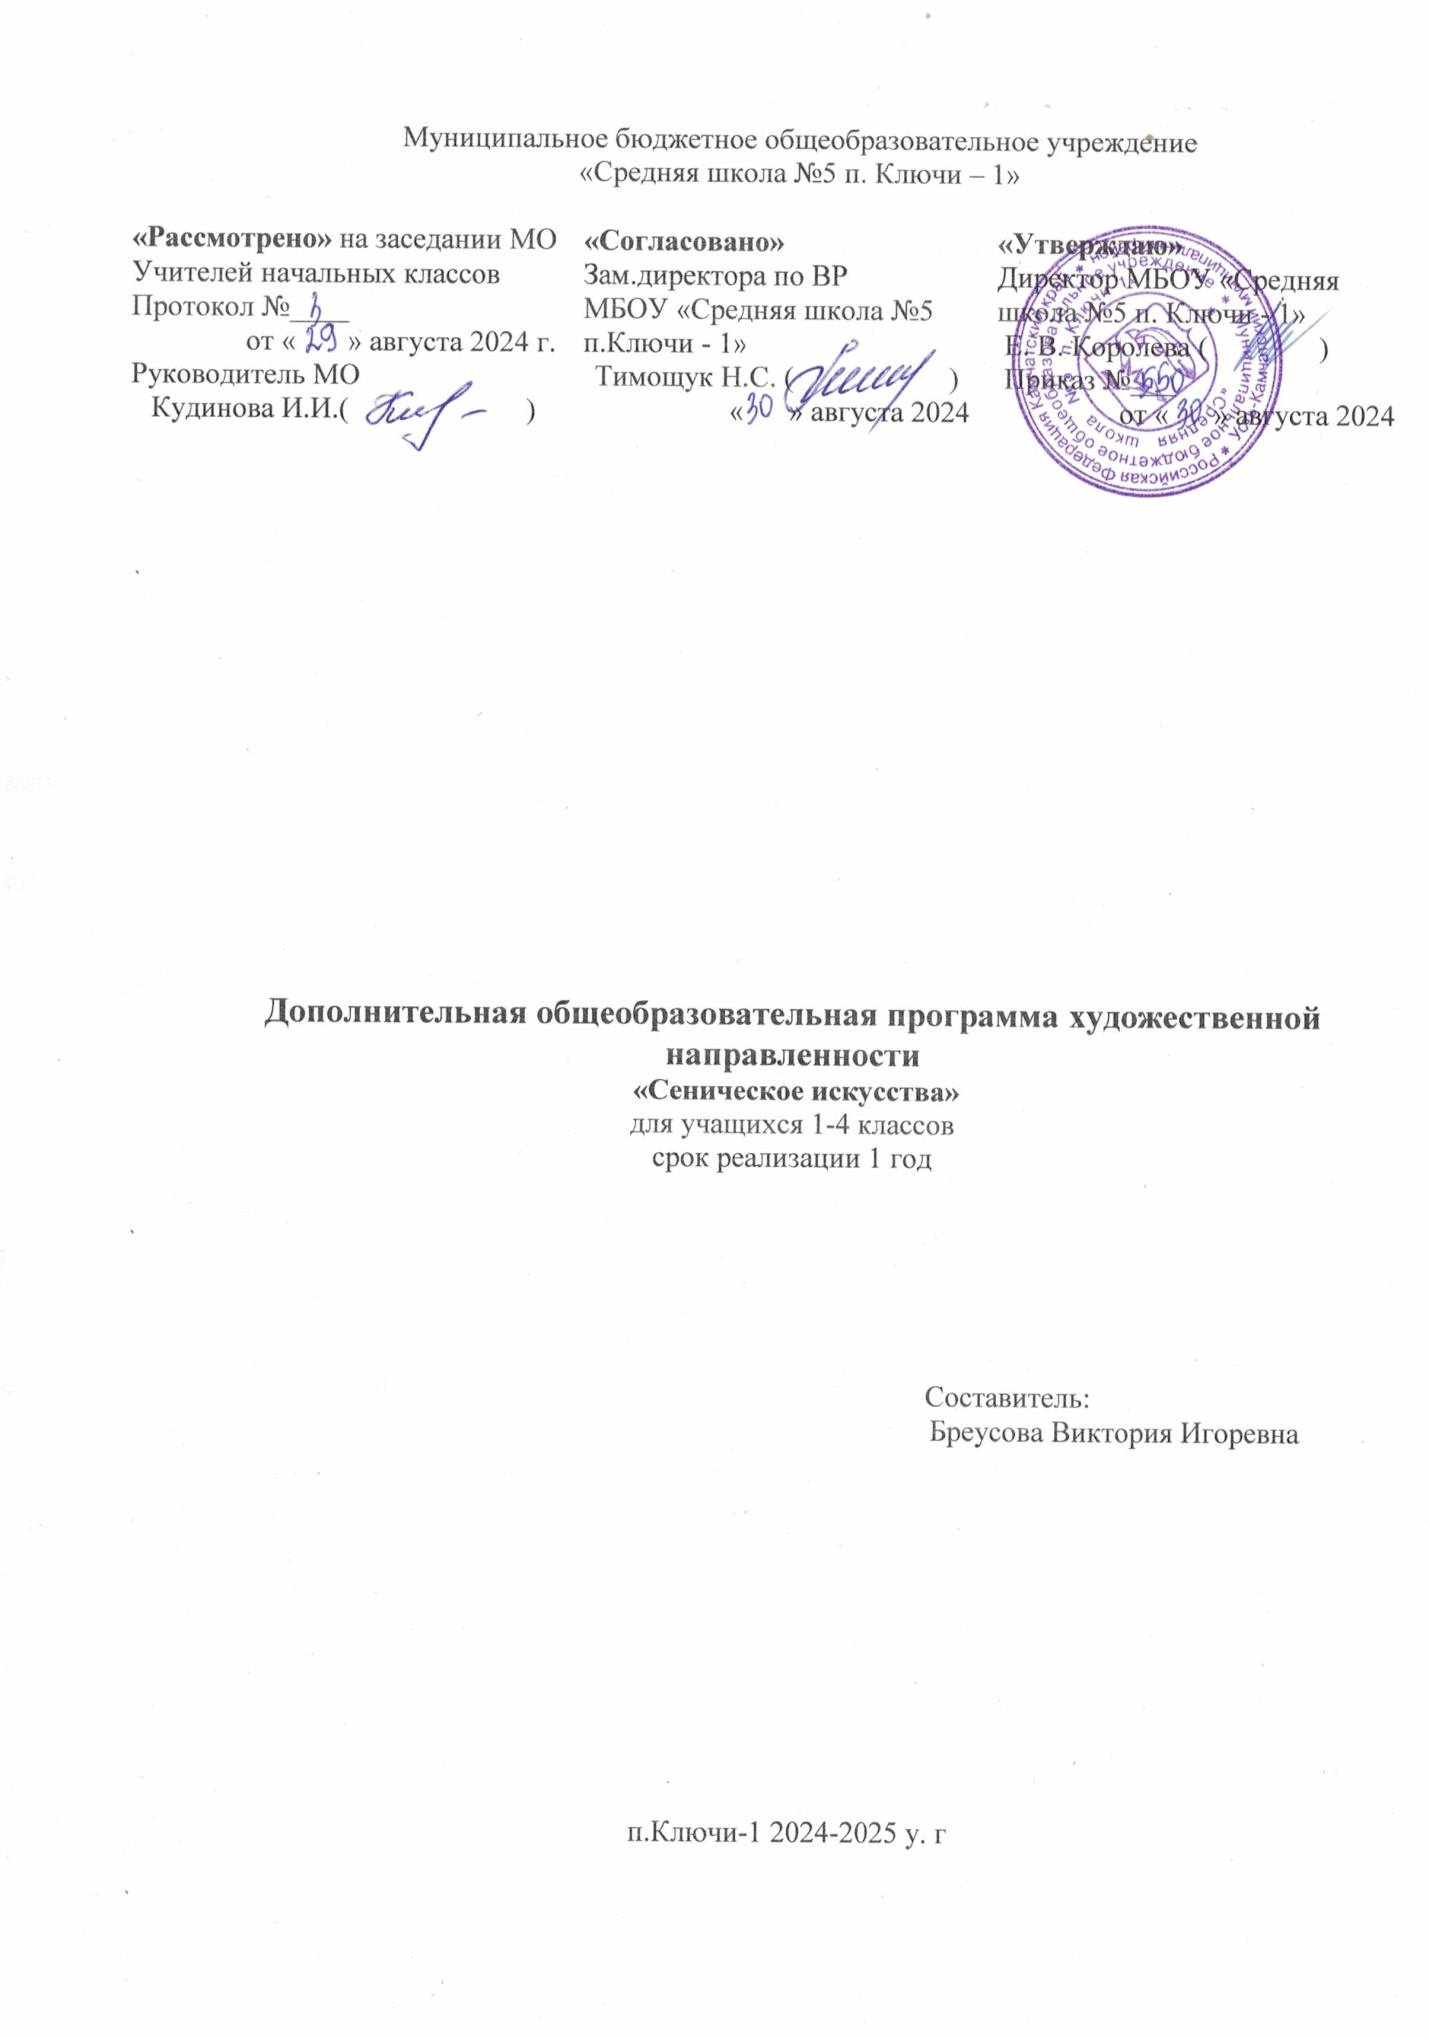 Муниципальное бюджетное общеобразовательное учреждение
«Средняя школа №5 п. Ключи – 1»
«Рассмотрено» на заседании МО
Учителей начальных классов
Протокол №
от « 29 » августа 2024 г.
Руководитель МО
Кудинова И.И.( )
«Согласовано»
Зам.директора по ВР
МБОУ «Средняя школа №5
п.Ключи - 1»
Тимощук Н.С. ( )
« 30 » августа 2024
«Утверждаю»
Директор МБОУ «Средняя
школа №5 п. Ключи - 1»
Е. В. Королева ( )
Приказ №
от « 30 » августа 2024
Дополнительная общеобразовательная программа художественной
направленности
«Сеническое искусства»
для учащихся 1-4 классов
срок реализации 1 год
Составитель:
Бреусова Виктория Игоревна
п.Ключи-1 2024-2025 у. г